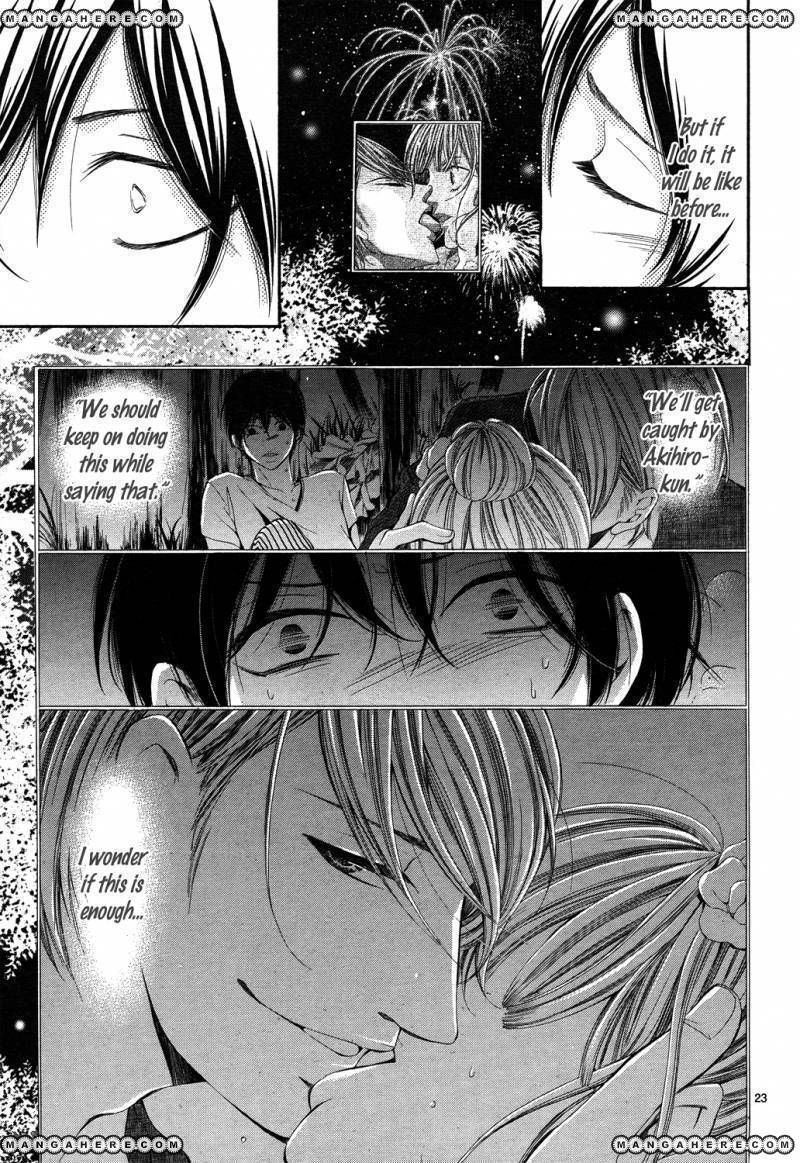 MANGAHERE.COM
MANGAHERE.COM
But if
I do it, it
will be like
before...
"We'll get
caught by
Akihiro-
kun."
"We should
keep on doing
this while
saying that."
I wonder
if this is
enough...
23
MANGAHERE.COM
MANGAHERE.COM